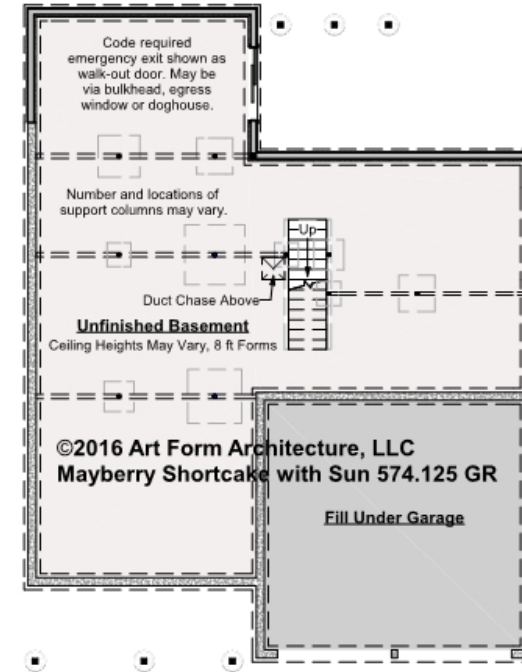 Code required
emergency exit shown as
walk-out door. May be
via bulkhead, egress
window or doghouse.
Number and locations of
support columns may vary.
Up
Duct Chase Above
Unfinished Basement
Ceiling Heights May Vary, 8 ft Forms
©2016 Art Form Architecture, LLC
Mayberry Shortcake with Sun 574.125 GR
Fill Under Garage